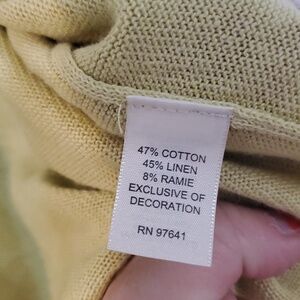 47% COTTON
45% LINEN
8% RAMIE
EXCLUSIVE OF
DECORATION
RN 97641